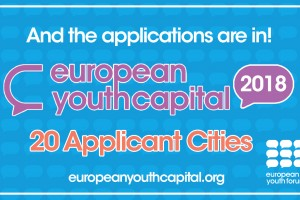 And the applications are in!
european
youthcapital
2018
20 Applicant Cities
european
youth forum
europeanyouthcapital.org